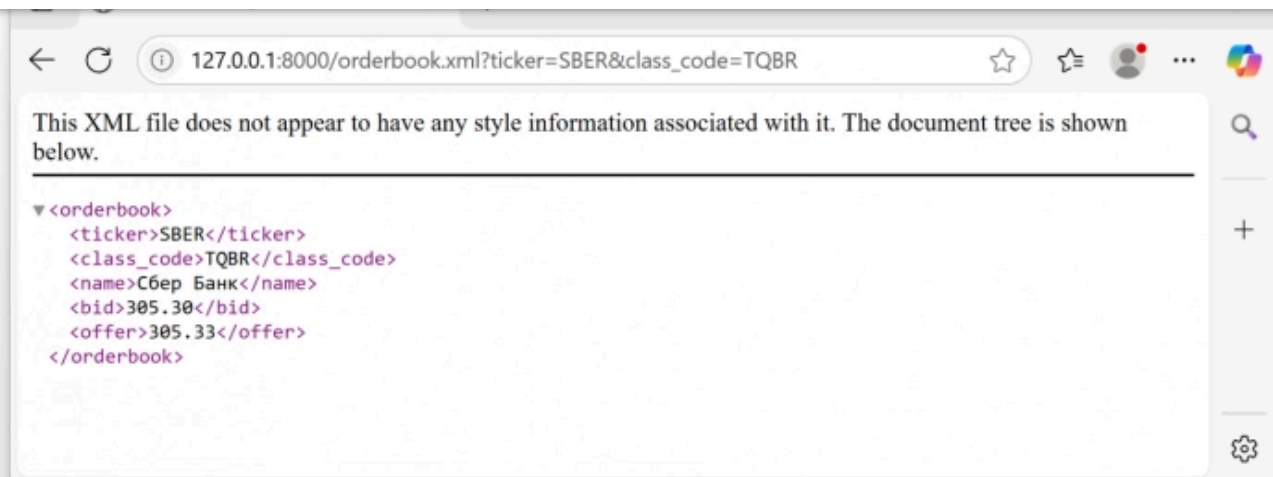 127.0.0.1:8000/orderbook.xml?ticker=SBER&class_code=TQBR
This XML file does not appear to have any style information associated with it. The document tree is shown
below.
▼<orderbook>
<ticker>SBER</ticker>
<class_code>TQBR</class_code>
<name>Сбер Банк</name>
<bid>305.30</bid>
<offer>305.33</offer>
</orderbook>